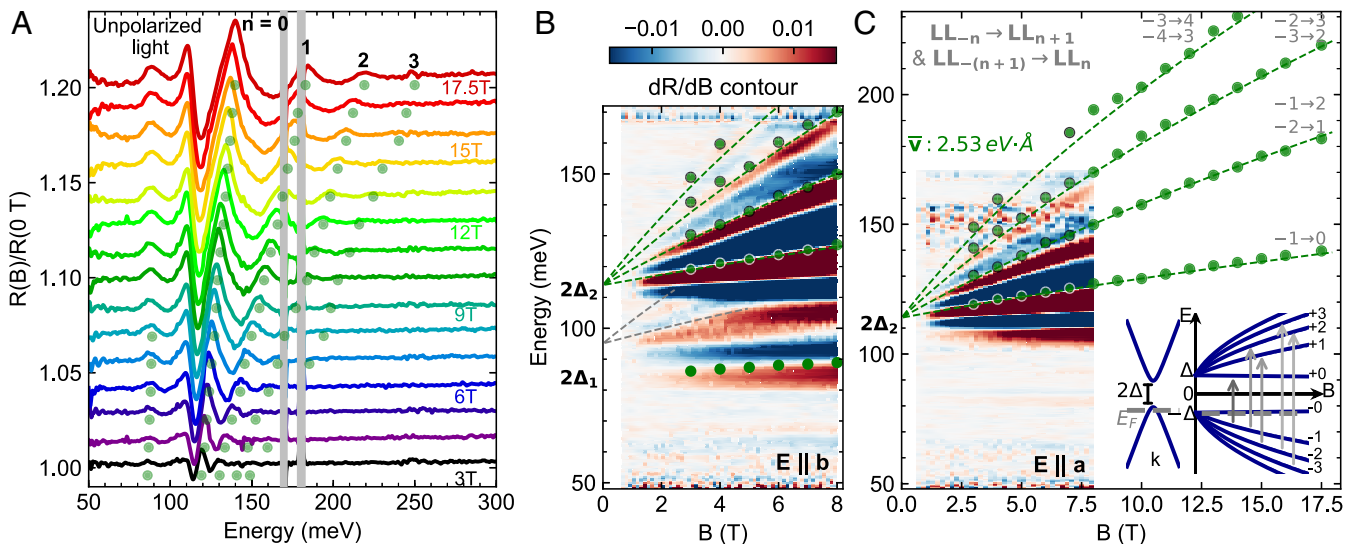 A
Unpolarized
light
n = 0
1
2
3
17.5T
15T
12T
9T
6T
3T
1.20
1.15
1.10
1.05
1.00
R(B)/R(0 T)
50
100
150
200
250
300
Energy (meV)
B
−0.01
0.00
0.01
dR/dB contour
150
100
50
Energy (meV)
2Δ₂
2Δ₁
E || b
0
2
4
6
8
B (T)
C
LL₋ₙ → LLₙ₊₁
& LL₋₍ₙ₊₁₎ → LLₙ
−3→4
−4→3
−2→3
−3→2
−1→2
−2→1
−1→0
v̄ : 2.53 eV·Å
200
150
100
50
2Δ₂
E || a
0.0
2.5
5.0
7.5
10.0
12.5
15.0
17.5
B (T)
2Δ
E_F
k
E
Δ
0
−Δ
B
+3
+2
+1
+0
-0
-1
-2
-3